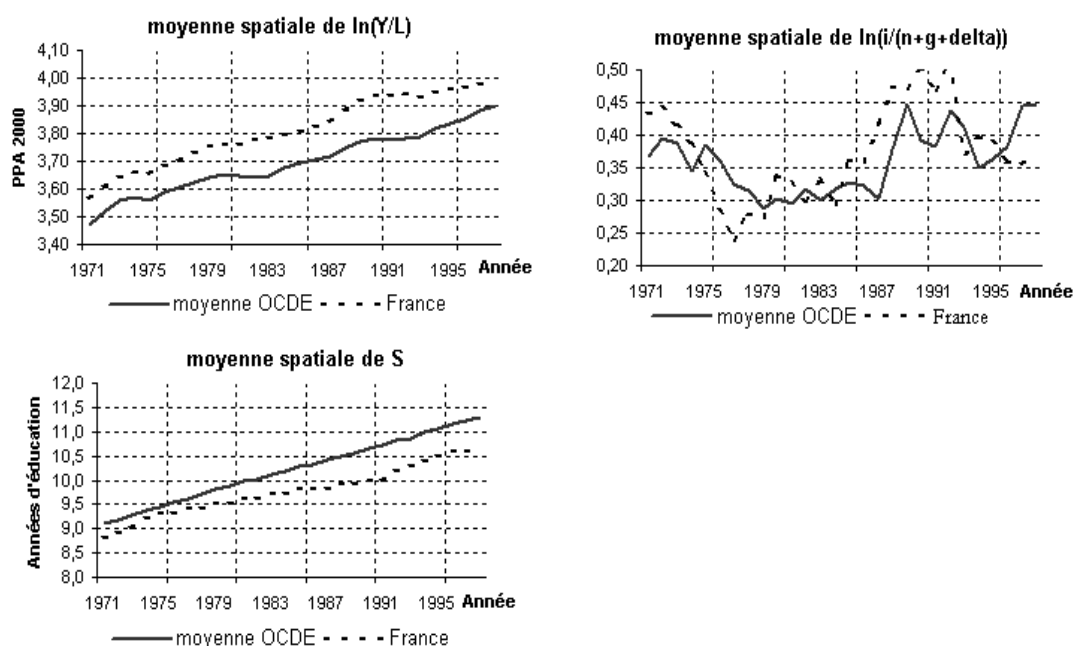 moyenne spatiale de ln(Y/L)
4,10
4,00
3,90
3,80
3,70
3,60
3,50
3,40
PPA 2000
1971 1975 1979 1983 1987 1991 1995 Année
moyenne OCDE France
moyenne spatiale de ln(i/(n+g+delta))
0,50
0,45
0,40
0,35
0,30
0,25
0,20
1971 1975 1979 1983 1987 1991 1995 Année
moyenne OCDE France
moyenne spatiale de S
12,0
11,5
11,0
10,5
10,0
9,5
9,0
8,5
8,0
Années d'éducation
1971 1975 1979 1983 1987 1991 1995 Année
moyenne OCDE France